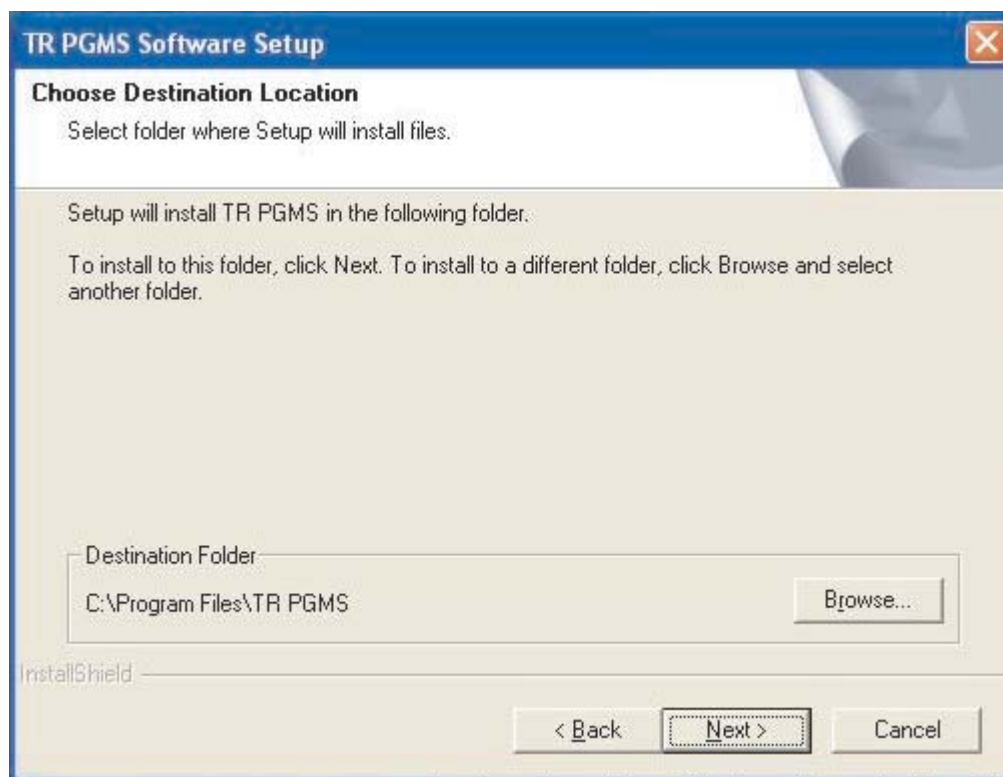 TR PGMS Software Setup
Choose Destination Location
Select folder where Setup will install files.
Setup will install TR PGMS in the following folder.
To install to this folder, click Next. To install to a different folder, click Browse and select
another folder.
Destination Folder
C:\Program Files\TR PGMS
Browse...
InstallShield
< Back
Next >
Cancel